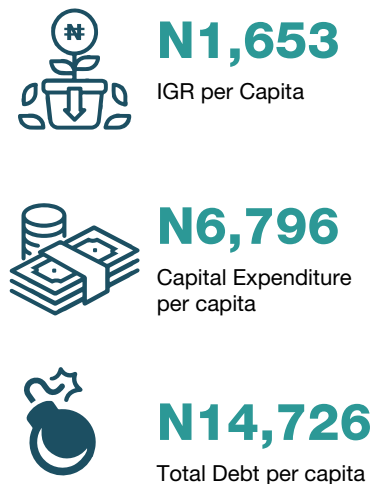 ₦
N1,653
IGR per Capita
N6,796
Capital Expenditure
per capita
N14,726
Total Debt per capita